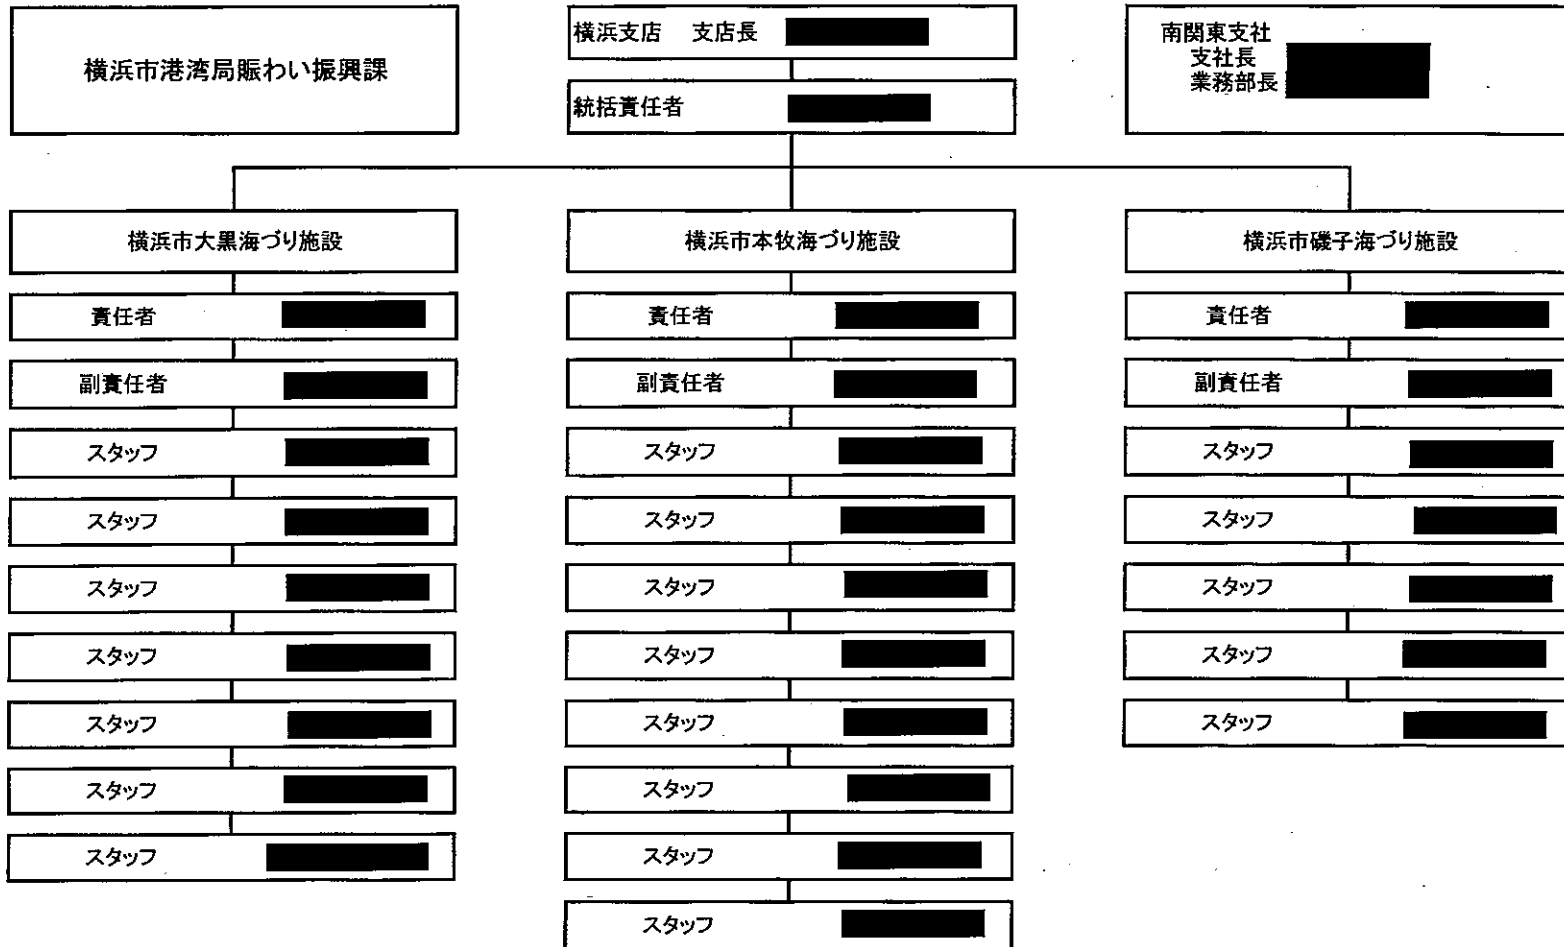 横浜市港湾局賑わい振興課
横浜支店 支店長
統括責任者
南関東支社
支社長
業務部長
横浜市大黒海づり施設
責任者
副責任者
スタッフ
スタッフ
スタッフ
スタッフ
スタッフ
スタッフ
スタッフ
横浜市本牧海づり施設
責任者
副責任者
スタッフ
スタッフ
スタッフ
スタッフ
スタッフ
スタッフ
スタッフ
スタッフ
横浜市磯子海づり施設
責任者
副責任者
スタッフ
スタッフ
スタッフ
スタッフ
スタッフ